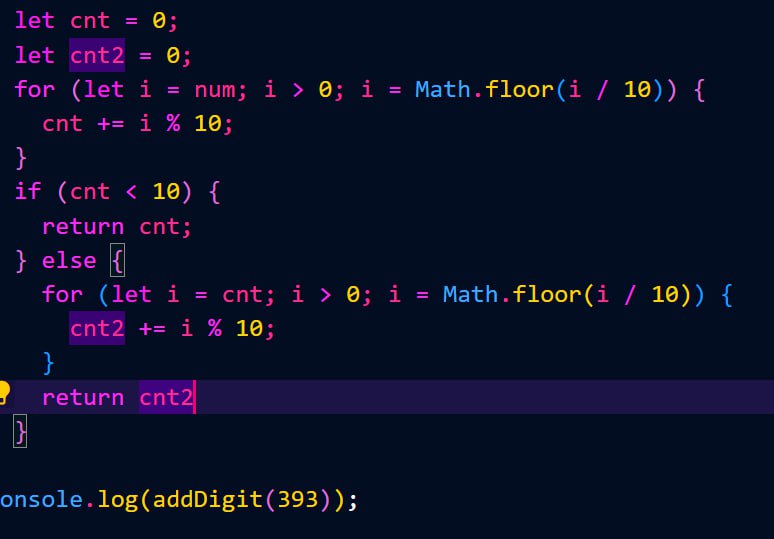 let cnt = 0;
let cnt2 = 0;
for (let i = num; i > 0; i = Math.floor(i / 10)) {
cnt += i % 10;
}
if (cnt < 10) {
return cnt;
} else {
for (let i = cnt; i > 0; i = Math.floor(i / 10)) {
cnt2 += i % 10;
}
return cnt2
}
onsole.log(addDigit(393));